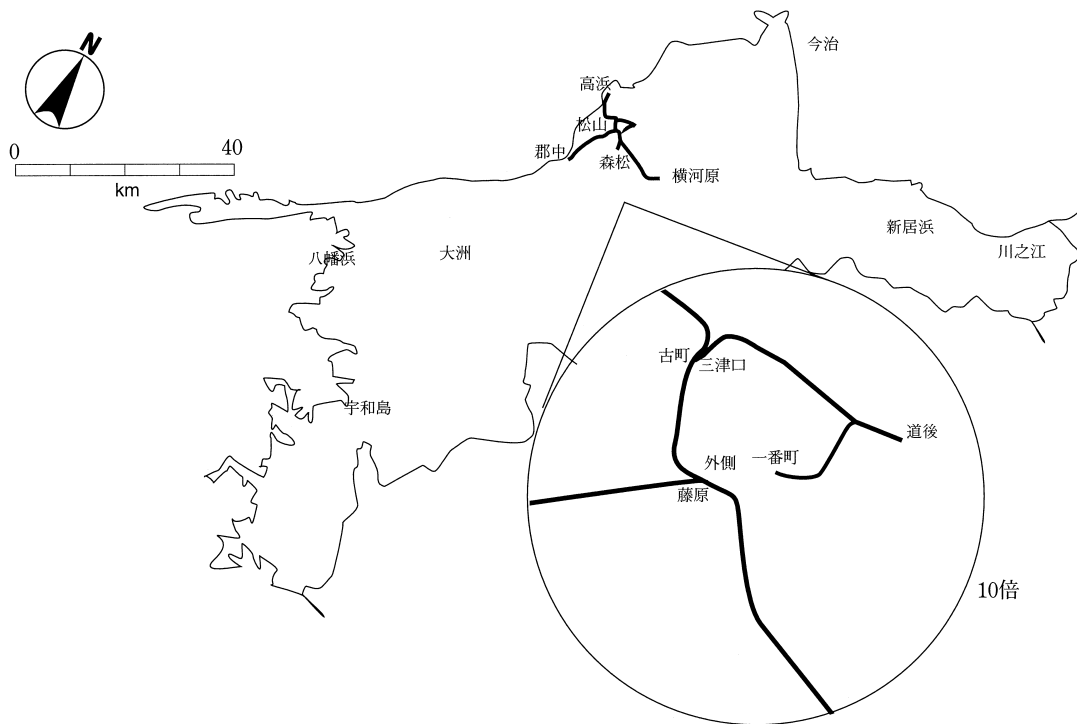 N
0
40
km
今治
高浜
松山
郡中
森松
横河原
新居浜
川之江
大洲
八幡浜
宇和島
古町
三津口
道後
外側
一番町
藤原
10倍